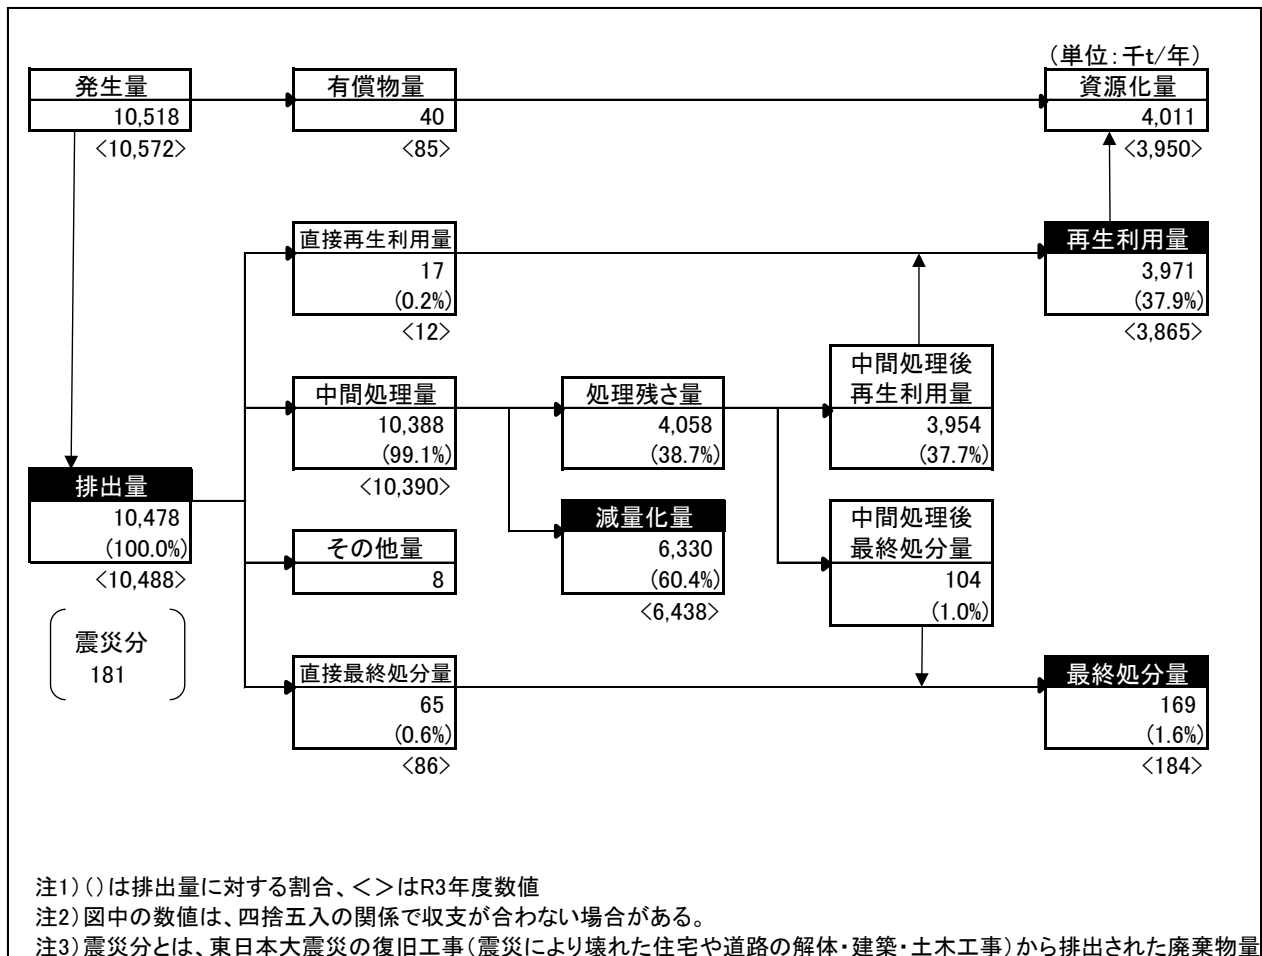 (単位:千t/年)
発生量
10,518
<10,572>
有償物量
40
<85>
資源化量
4,011
<3,950>
直接再生利用量
17
(0.2%)
<12>
再生利用量
3,971
(37.9%)
<3,865>
中間処理量
10,388
(99.1%)
<10,390>
処理残さ量
4,058
(38.7%)
中間処理後
再生利用量
3,954
(37.7%)
排出量
10,478
(100.0%)
<10,488>
震災分
181
その他量
8
減量化量
6,330
(60.4%)
<6,438>
中間処理後
最終処分量
104
(1.0%)
直接最終処分量
65
(0.6%)
<86>
最終処分量
169
(1.6%)
<184>
注1)()は排出量に対する割合、<>はR3年度数値
注2)図中の数値は、四捨五入の関係で収支が合わない場合がある。
注3)震災分とは、東日本大震災の復旧工事(震災により壊れた住宅や道路の解体・建築・土木工事)から排出された廃棄物量